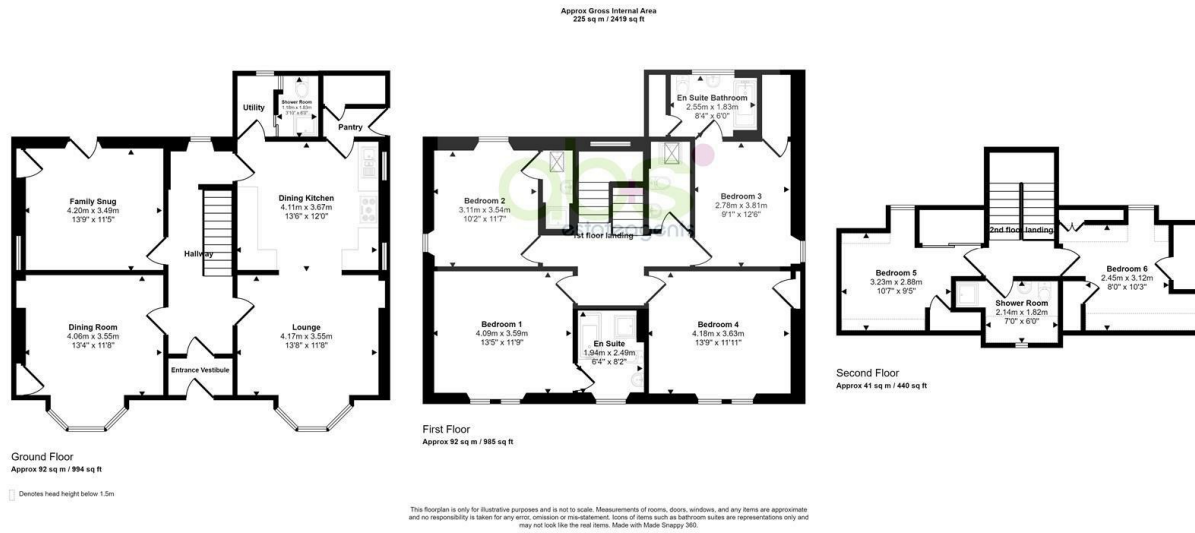 Approx Gross Internal Area
225 sq m / 2419 sq ft
Utility
Shower Room
Pantry
Family Snug
4.20m x 3.49m
13'9" x 11'5"
Hallway
Dining Kitchen
4.11m x 3.67m
13'6" x 12'0"
Dining Room
4.06m x 3.55m
13'4" x 11'8"
Lounge
4.17m x 3.55m
13'8" x 11'8"
Entrance Vestibule
Ground Floor
Approx 92 sq m / 994 sq ft
Denotes head height below 1.5m
En Suite Bathroom
2.55m x 1.83m
8'4" x 6'0"
Bedroom 2
3.11m x 3.54m
10'2" x 11'7"
Bedroom 3
2.78m x 3.81m
9'1" x 12'6"
abs
estate agents
1st floor landing
Bedroom 1
4.09m x 3.59m
13'5" x 11'9"
En Suite
1.94m x 2.49m
6'4" x 8'2"
Bedroom 4
4.18m x 3.63m
13'9" x 11'11"
First Floor
Approx 92 sq m / 985 sq ft
2nd floor landing
Bedroom 5
3.23m x 2.88m
10'7" x 9'5"
Bedroom 6
2.45m x 3.12m
8'0" x 10'3"
Shower Room
2.14m x 1.82m
7'0" x 6'0"
Second Floor
Approx 41 sq m / 440 sq ft
This floorplan is only for illustrative purposes and is not to scale. Measurements of rooms, doors, windows, and any items are approximate
and no responsibility is taken for any error, omission or mis-statement. Icons of items such as bathroom suites are representations only and
may not look like the real items. Made with Made Snappy 360.